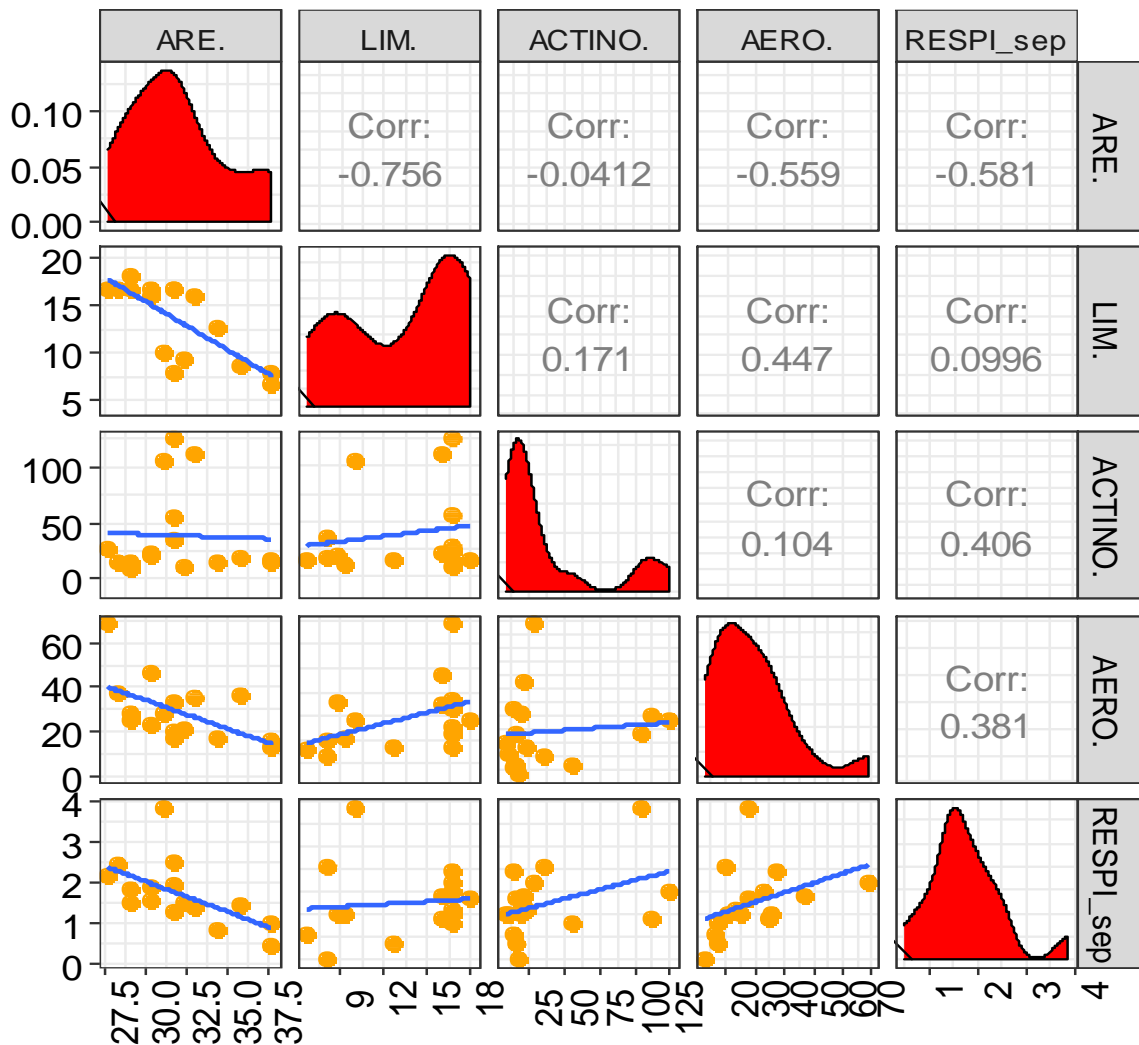 ARE. LIM. ACTINO. AERO. RESPI_sep
0.10
0.05
0.00
Corr:
-0.756
Corr:
-0.0412
Corr:
-0.559
Corr:
-0.581
ARE.
20
15
10
5
Corr:
0.171
Corr:
0.447
Corr:
0.0996
LIM.
100
50
0
Corr:
0.104
Corr:
0.406
ACTINO.
60
40
20
0
Corr:
0.381
AERO.
4
3
2
1
0
RESPI_sep
27.5 30.0 32.5 35.0 37.5 9 12 15 18 25 50 75 100 125 20 30 40 50 60 70 1 2 3 4